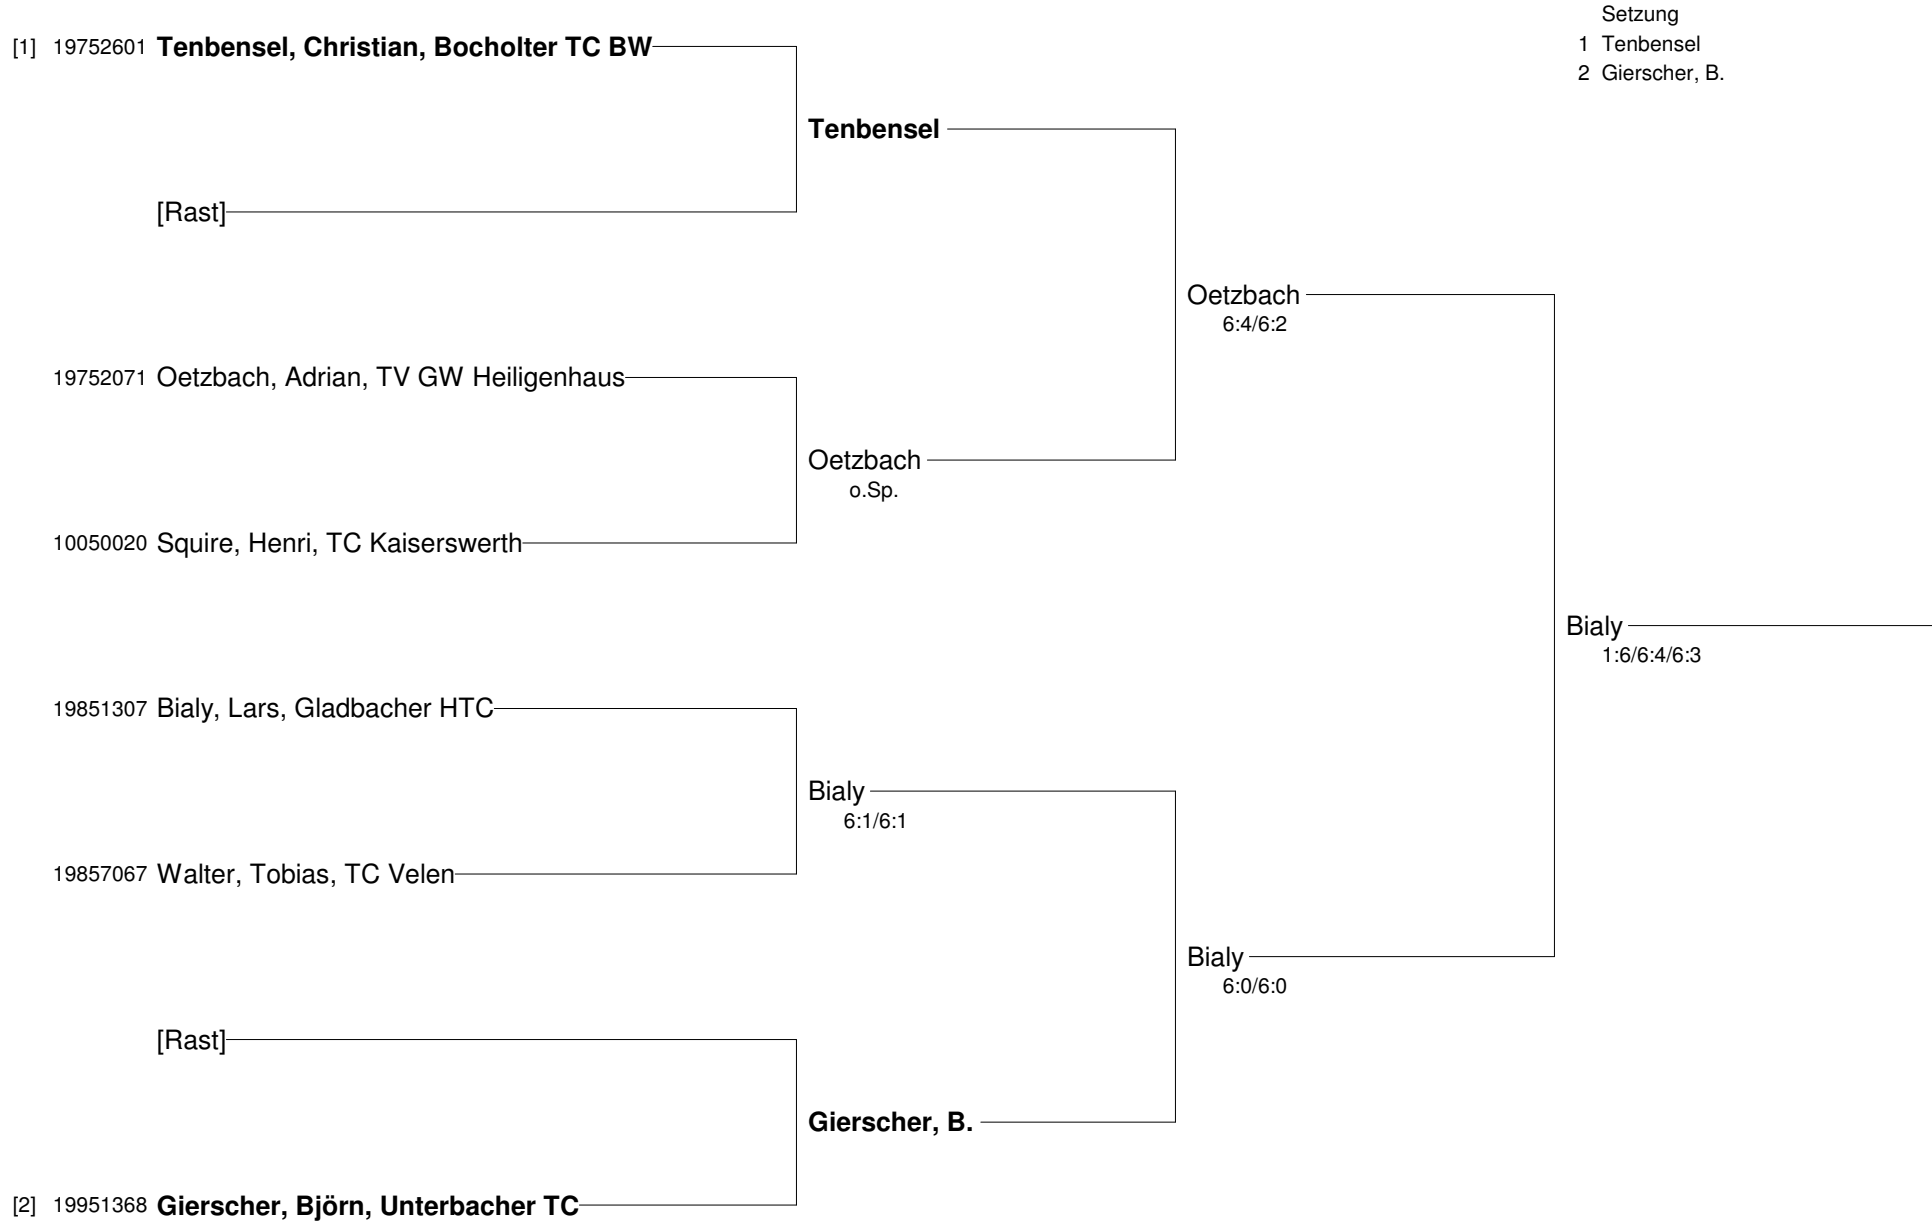 Setzung
1 Tenbensel
2 Gierscher, B.
[1] 19752601 Tenbensel, Christian, Bocholter TC BW
Tenbensel
[Rast]
Oetzbach
6:4/6:2
19752071 Oetzbach, Adrian, TV GW Heiligenhaus
Oetzbach
o.Sp.
10050020 Squire, Henri, TC Kaiserswerth
Bialy
1:6/6:4/6:3
19851307 Bialy, Lars, Gladbacher HTC
Bialy
6:1/6:1
19857067 Walter, Tobias, TC Velen
Bialy
6:0/6:0
[Rast]
Gierscher, B.
[2] 19951368 Gierscher, Björn, Unterbacher TC